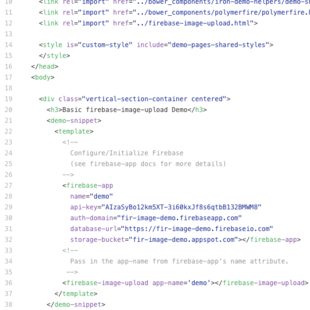 10 <link rel="import" href="../bower_components/iron-demo-helpers/demo-s
11 <link rel="import" href="../bower_components/polymerfire/polymerfire.
12 <link rel="import" href="../firebase-image-upload.html">
13
14 <style is="custom-style" include="demo-pages-shared-styles">
15 </style>
16 </head>
17 <body>
18
19 <div class="vertical-section-container centered">
20 <h3>Basic firebase-image-upload Demo</h3>
21 <demo-snippet>
22 <template>
23 <!--
24 Configure/Initialize Firebase
25 (see firebase-app docs for more details)
26 -->
27 <firebase-app
28 name="demo"
29
30 auth-domain="fir-image-demo.firebaseapp.com"
31 database-url="https://fir-image-demo.firebaseio.com"
32 storage-bucket="fir-image-demo.appspot.com"></firebase-app>
33 <!--
34 Pass in the app-name from firebase-app's name attribute.
35 -->
36 <firebase-image-upload app-name='demo'></firebase-image-upload>
37 </template>
38 </demo-snippet>